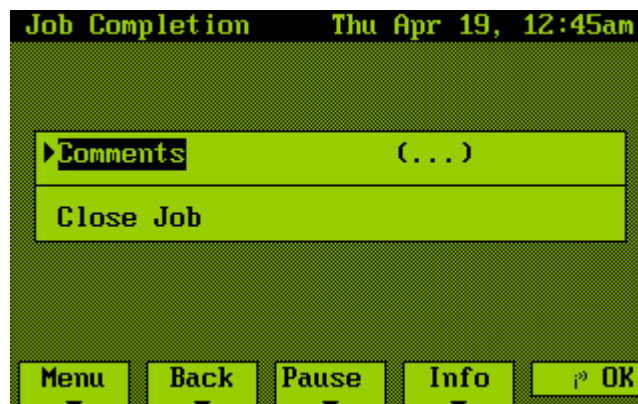 Job Completion Thu Apr 19, 12:45am
Comments (...)
Close Job
Menu Back Pause Info OK